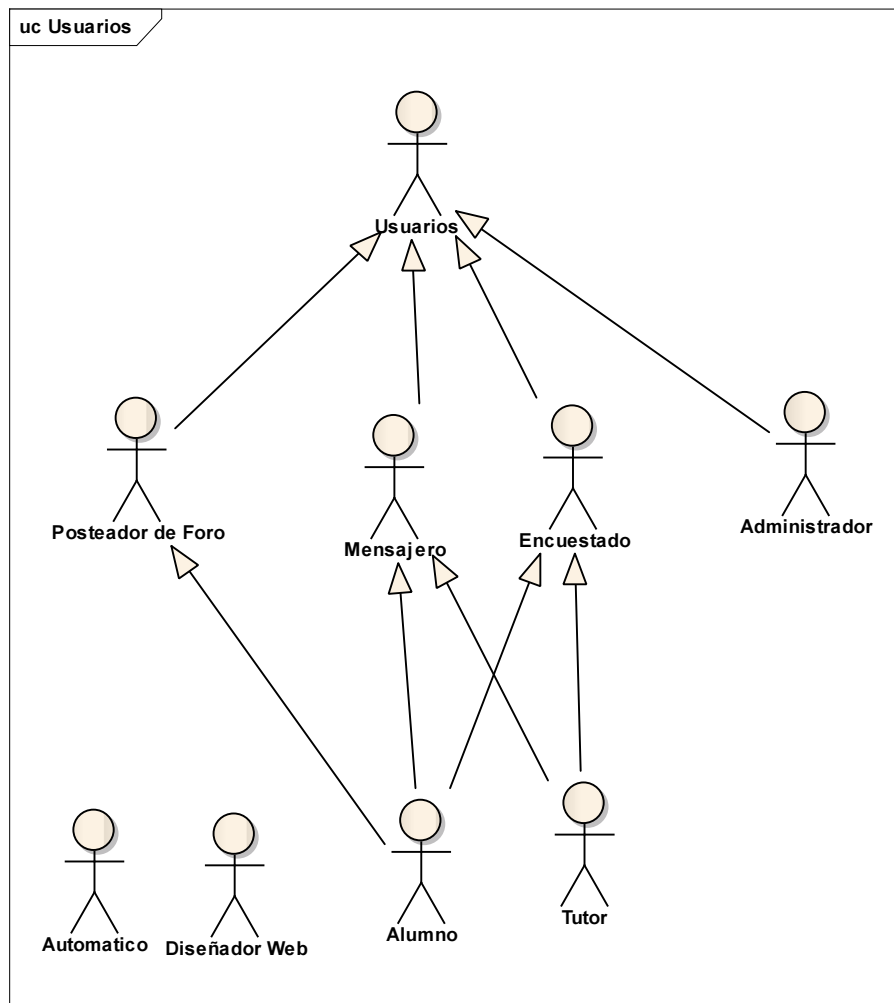 uc Usuarios
Usuarios
Posteador de Foro
Mensajero
Encuestado
Administrador
Automatico
Diseñador Web
Alumno
Tutor